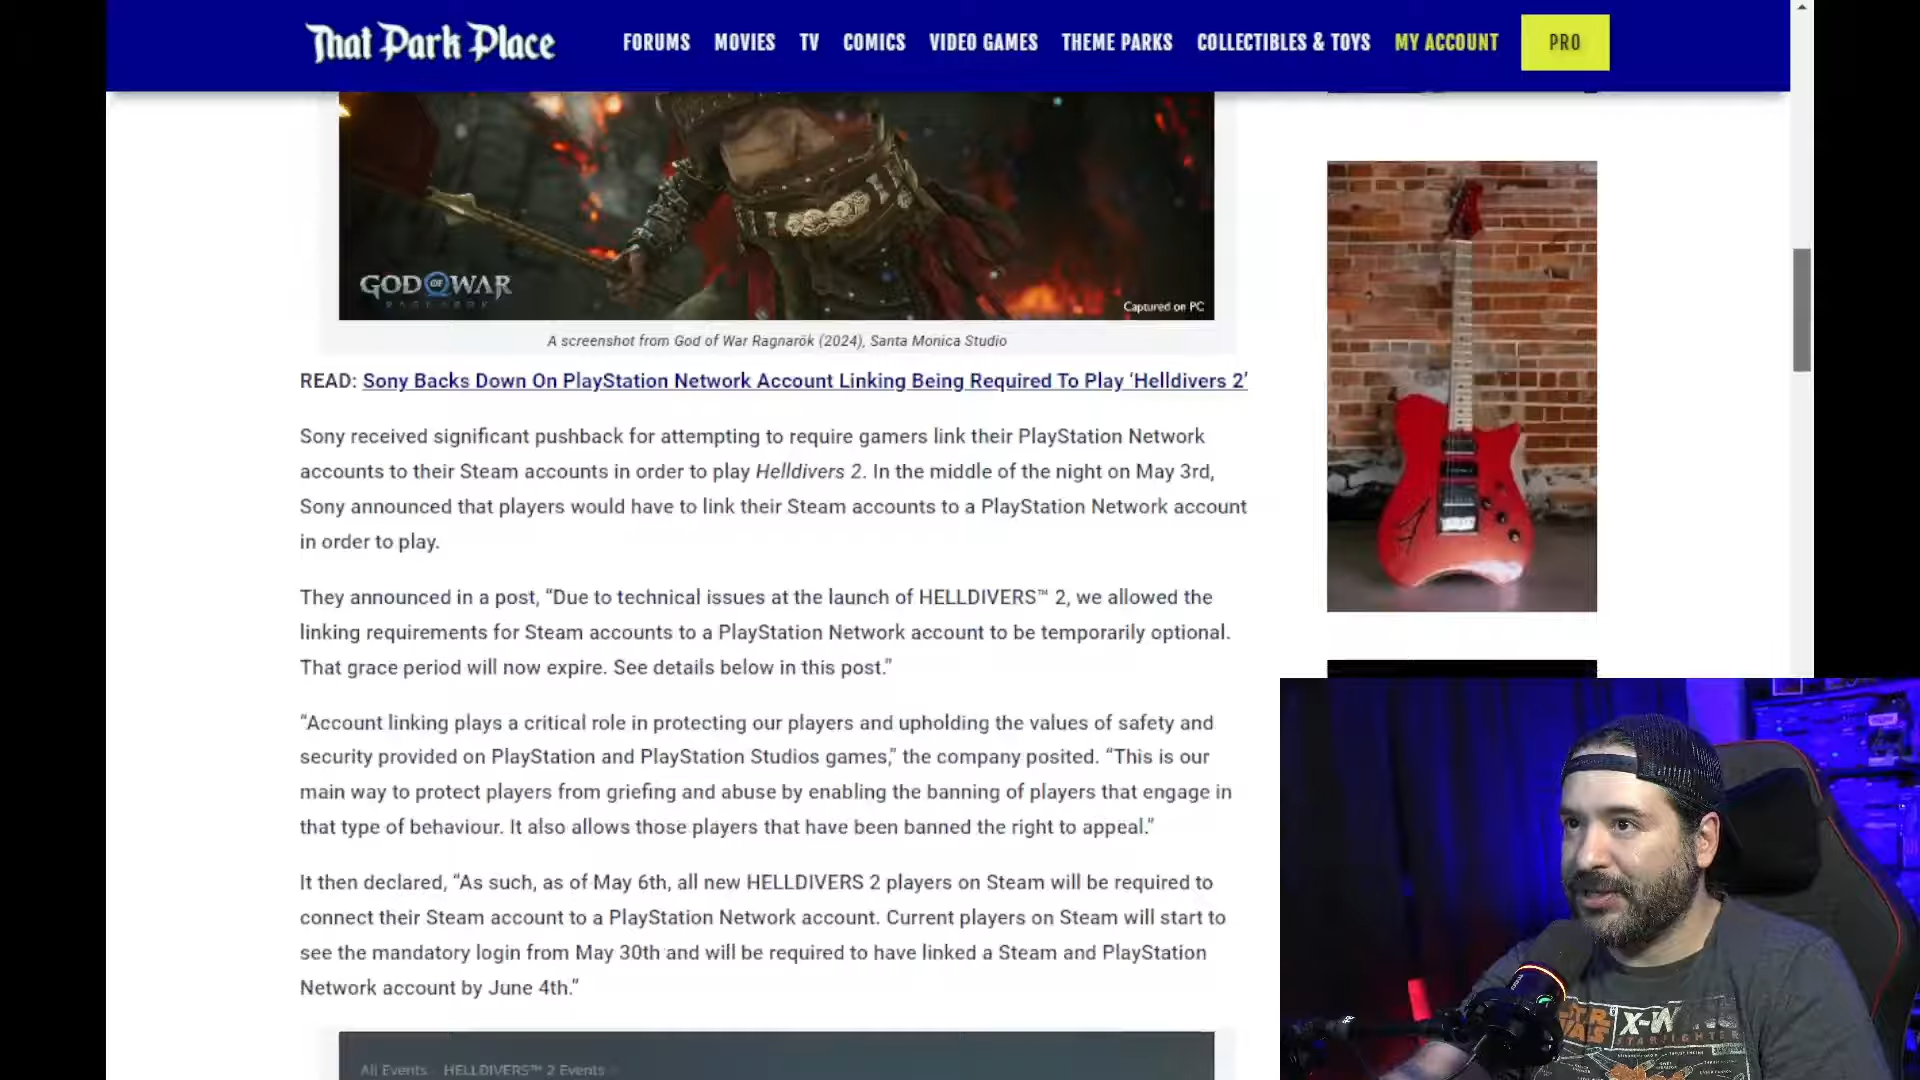 That Park Place
FORUMS MOVIES TV COMICS VIDEO GAMES THEME PARKS COLLECTIBLES & TOYS MY ACCOUNT PRO
GOD OF WAR
RAGNARÖK
Captured on PC
A screenshot from God of War Ragnarök (2024), Santa Monica Studio
READ: Sony Backs Down On PlayStation Network Account Linking Being Required To Play ‘Helldivers 2’
Sony received significant pushback for attempting to require gamers link their PlayStation Network
accounts to their Steam accounts in order to play Helldivers 2. In the middle of the night on May 3rd,
Sony announced that players would have to link their Steam accounts to a PlayStation Network account
in order to play.
They announced in a post, “Due to technical issues at the launch of HELLDIVERS™ 2, we allowed the
linking requirements for Steam accounts to a PlayStation Network account to be temporarily optional.
That grace period will now expire. See details below in this post.”
“Account linking plays a critical role in protecting our players and upholding the values of safety and
security provided on PlayStation and PlayStation Studios games,” the company posited. “This is our
main way to protect players from griefing and abuse by enabling the banning of players that engage in
that type of behaviour. It also allows those players that have been banned the right to appeal.”
It then declared, “As such, as of May 6th, all new HELLDIVERS 2 players on Steam will be required to
connect their Steam account to a PlayStation Network account. Current players on Steam will start to
see the mandatory login from May 30th and will be required to have linked a Steam and PlayStation
Network account by June 4th.”
All Events HELLDIVERS™ 2 Events
STAR
WARS
STARFIGHTER